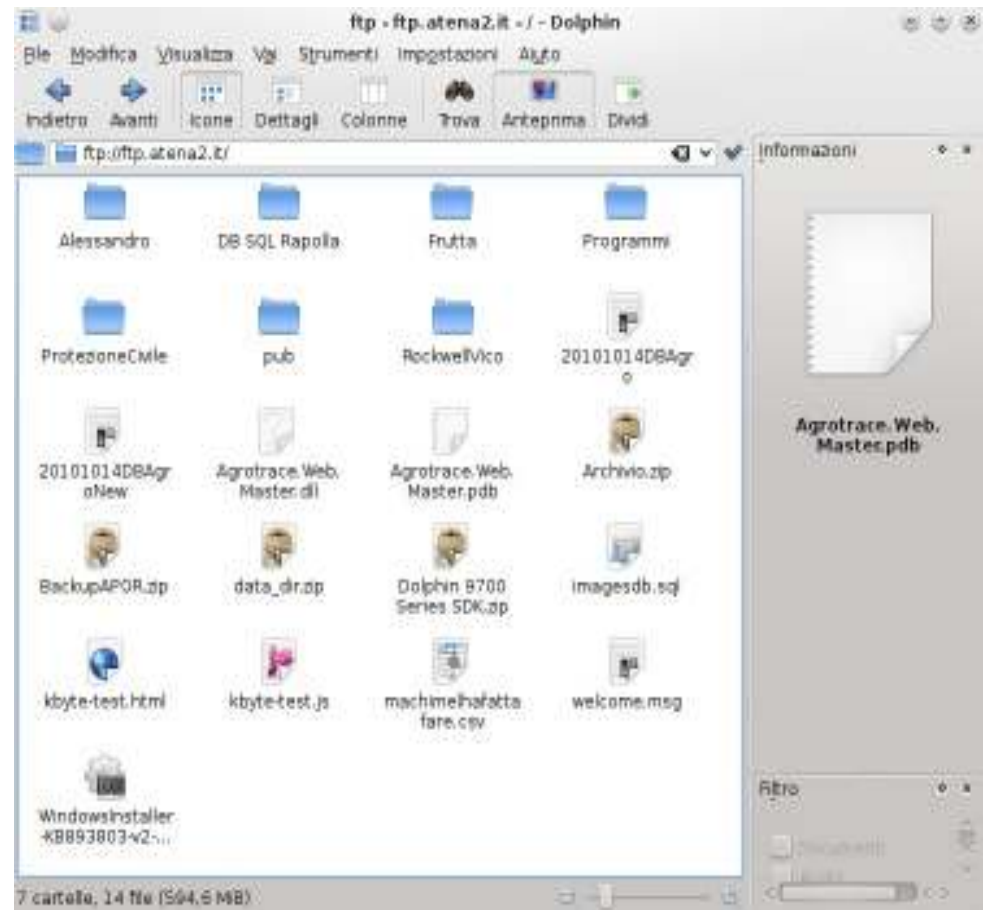 ftp - ftp.atena2.it - / - Dolphin
File Modifica Visualizza Vai Strumenti Impostazioni Aiuto
Indietro Avanti Icone Dettagli Colonne Trova Anteprima Dividi
ftp://ftp.atena2.it/
Informazioni
Alessandro DB SQL Rapolla Frutta Programmi
ProtezioneCivile pub RockwellVico 20101014DBAgr
o
20101014DBAgr Agrotrace.Web. Agrotrace.Web. Archivio.zip
oNew Master.dll Master.pdb
BackupAPOR.zip data_dir.zip Dolphin 9700 imagesdb.sql
Series SDK.zip
kbyte-test.html kbyte-test.js machimelhafatta welcome.msg
fare.csv
WindowsInstaller
-KB893803-v2-...
7 cartelle, 14 file (594,6 MiB)
Agrotrace.Web.
Master.pdb
Filtro
Documenti